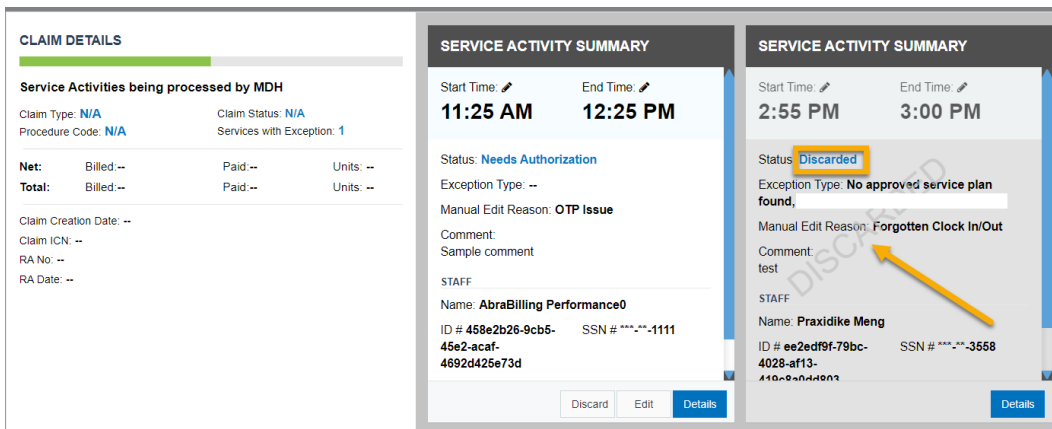 CLAIM DETAILS
Service Activities being processed by MDH
Claim Type: N/A
Claim Status: N/A
Procedure Code: N/A
Services with Exception: 1
Net: Billed:-- Paid:-- Units: --
Total: Billed:-- Paid:-- Units: --
Claim Creation Date: --
Claim ICN: --
RA No: --
RA Date: --
SERVICE ACTIVITY SUMMARY
Start Time: End Time:
11:25 AM 12:25 PM
Status: Needs Authorization
Exception Type: --
Manual Edit Reason: OTP Issue
Comment:
Sample comment
STAFF
Name: AbraBilling Performance0
ID # 458e2b26-9cb5-
45e2-acaf-
4692d425e73d
SSN # ***-**-1111
Discard Edit Details
SERVICE ACTIVITY SUMMARY
Start Time: End Time:
2:55 PM 3:00 PM
Status: Discarded
Exception Type: No approved service plan
found,
Manual Edit Reason: Forgotten Clock In/Out
Comment:
test
DISCARDED
STAFF
Name: Praxidike Meng
ID # ee2edf9f-79bc-
4028-af13-
419c8a0dd803
SSN # ***-**-3558
Details